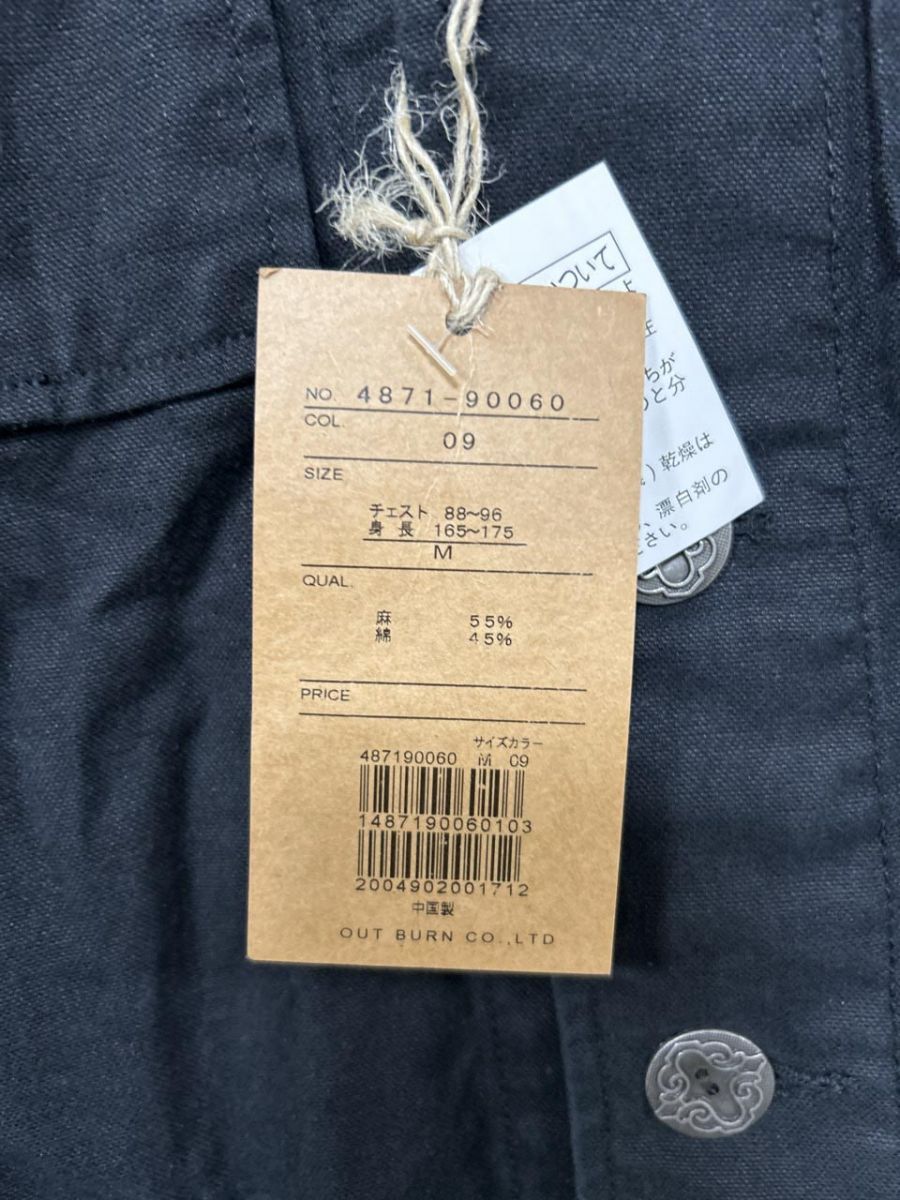 NO. 4871-90060
COL.
09
SIZE
チェスト 88~96
身長 165~175
M
QUAL.
麻 55%
綿 45%
PRICE
サイズカラー
487190060 M 09
1487190060103
2004902001712
中国製
OUT BURN CO.,LTD
ついて
よ
在
ちが
と分
乾燥は
、漂白剤の
さい。